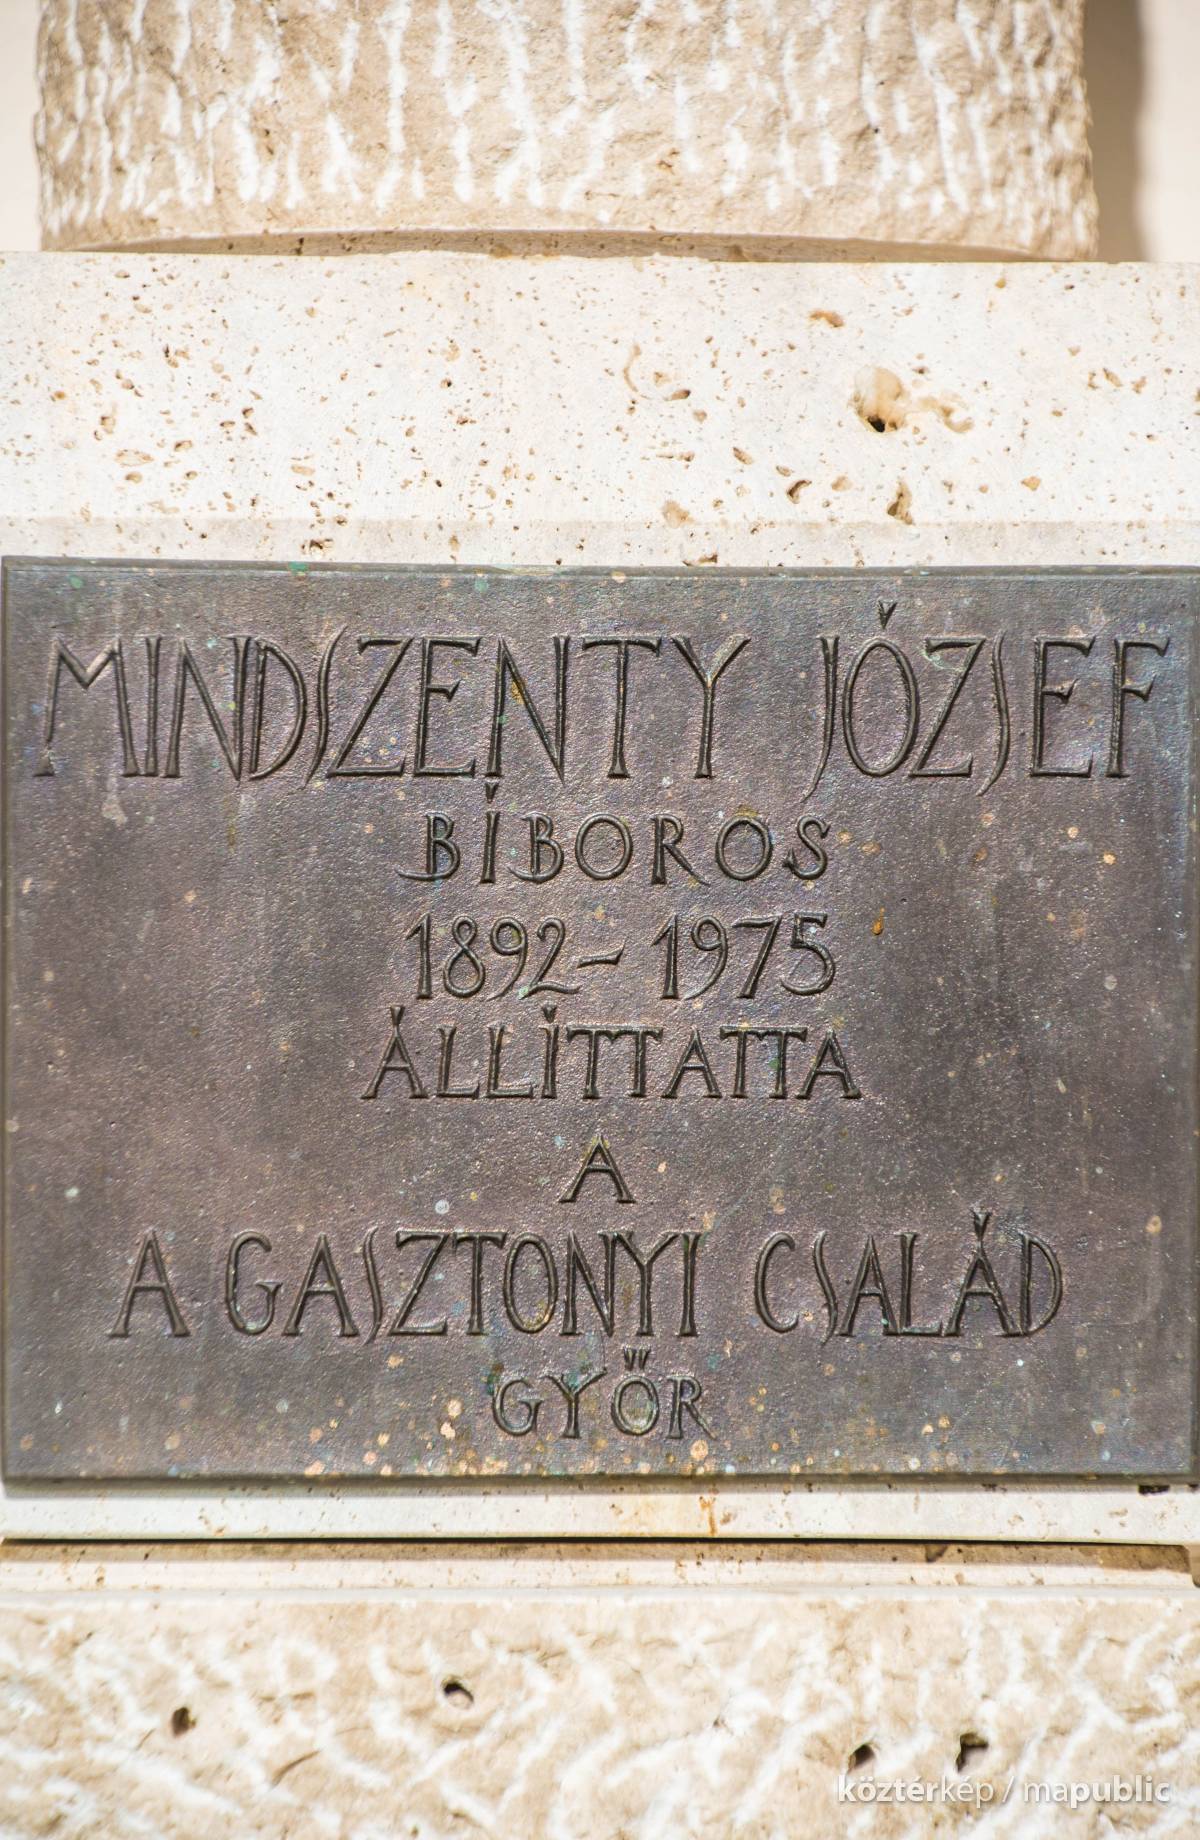 MINDSZENTY JÓZSEF
BÍBOROS
1892 - 1975
ÁLLÍTTATTA
A
A GASZTONYI CSALÁD
GYŐR
köztérkép / mapublic